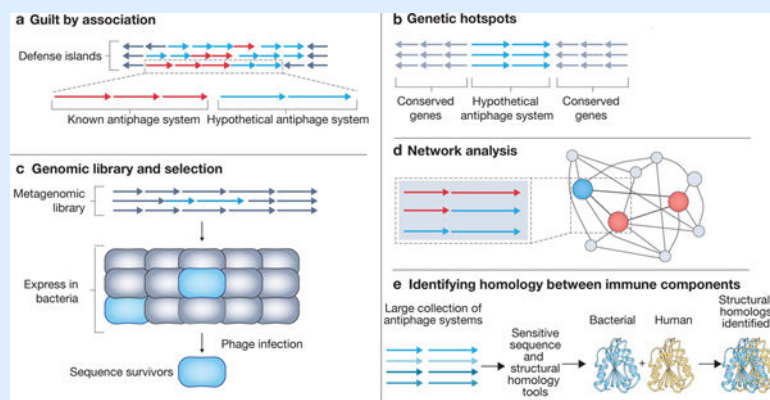 a Guilt by association
Defense islands
Known antiphage system
Hypothetical antiphage system
b Genetic hotspots
Conserved
genes
Hypothetical
antiphage system
Conserved
genes
c Genomic library and selection
Metagenomic
library
Express in
bacteria
Phage infection
Sequence survivors
d Network analysis
e Identifying homology between immune components
Large collection of
antiphage systems
Sensitive
sequence
and
structural
homology
tools
Bacterial
+
Human
Structural
homologs
identified